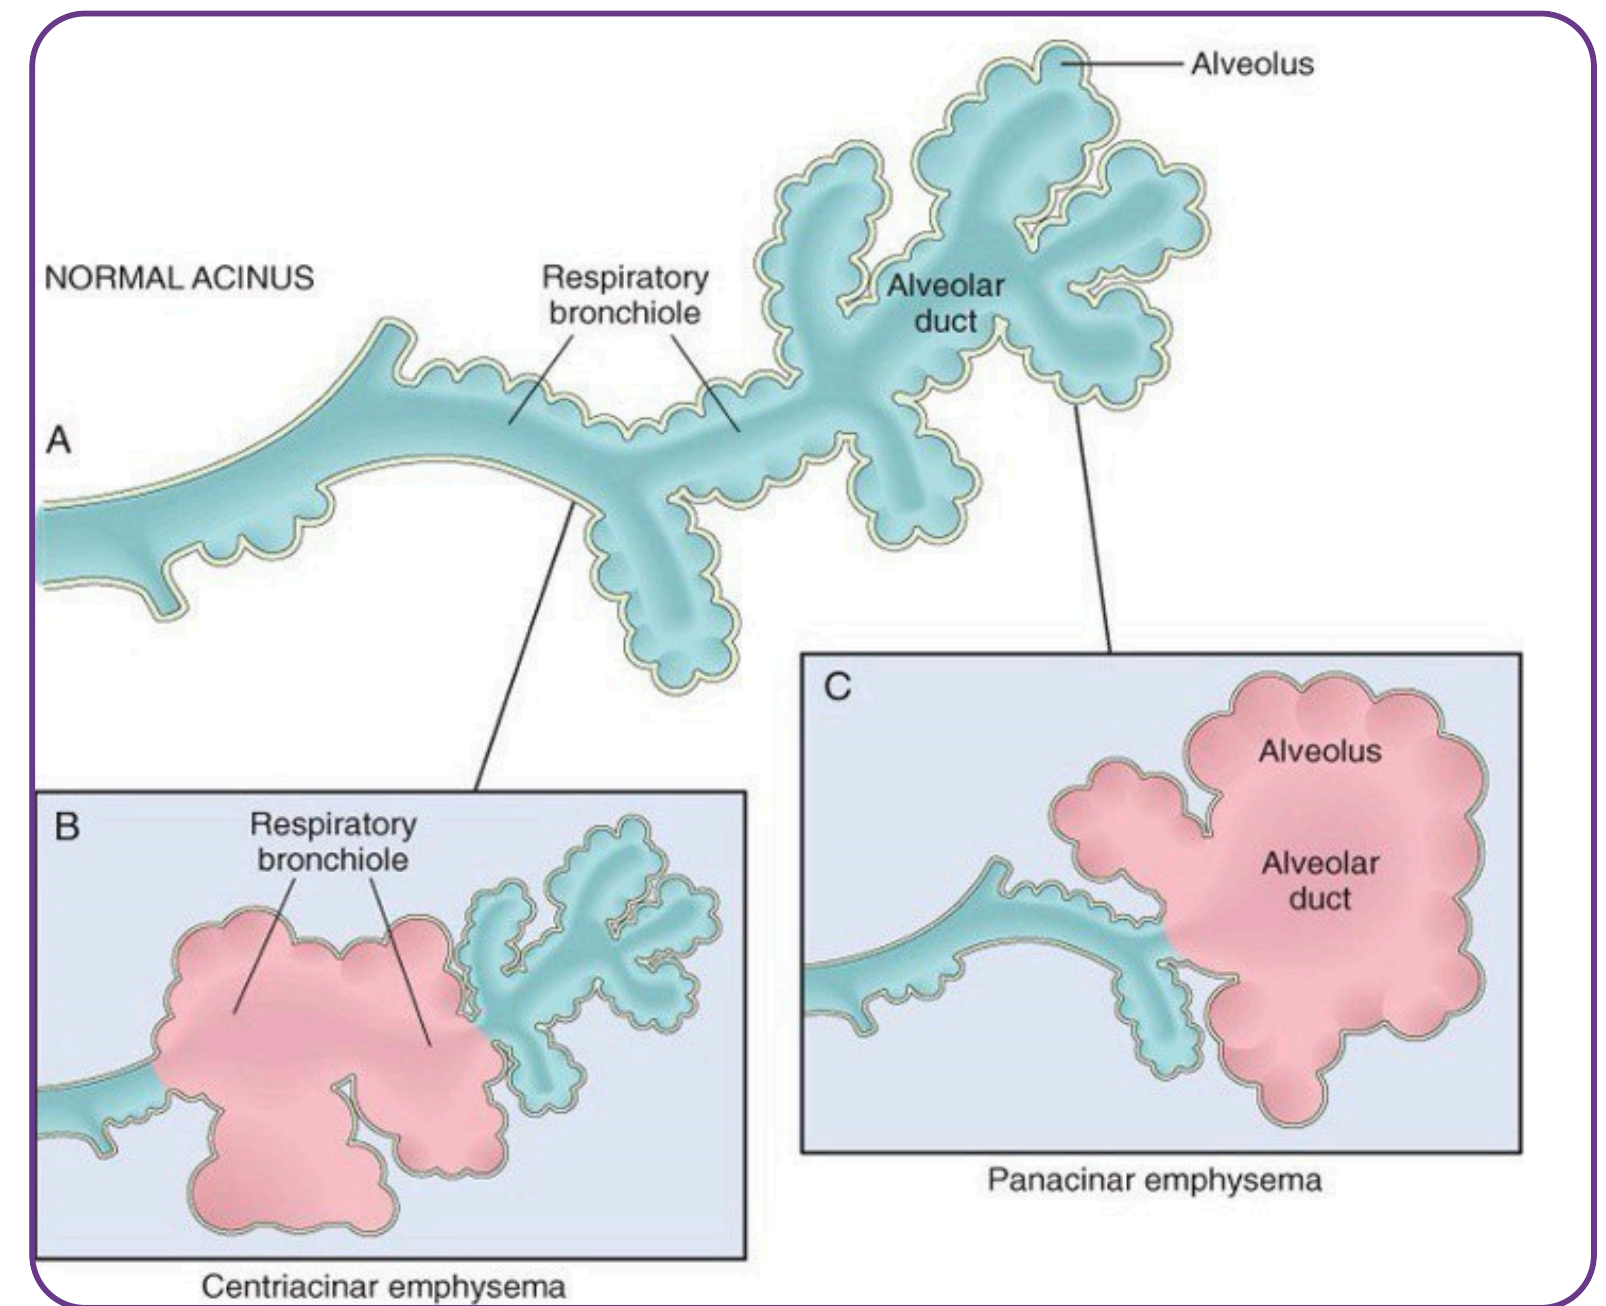 Alveolus
NORMAL ACINUS
Respiratory
bronchiole
Alveolar
duct
A
B
Respiratory
bronchiole
Centriacinar emphysema
C
Alveolus
Alveolar
duct
Panacinar emphysema